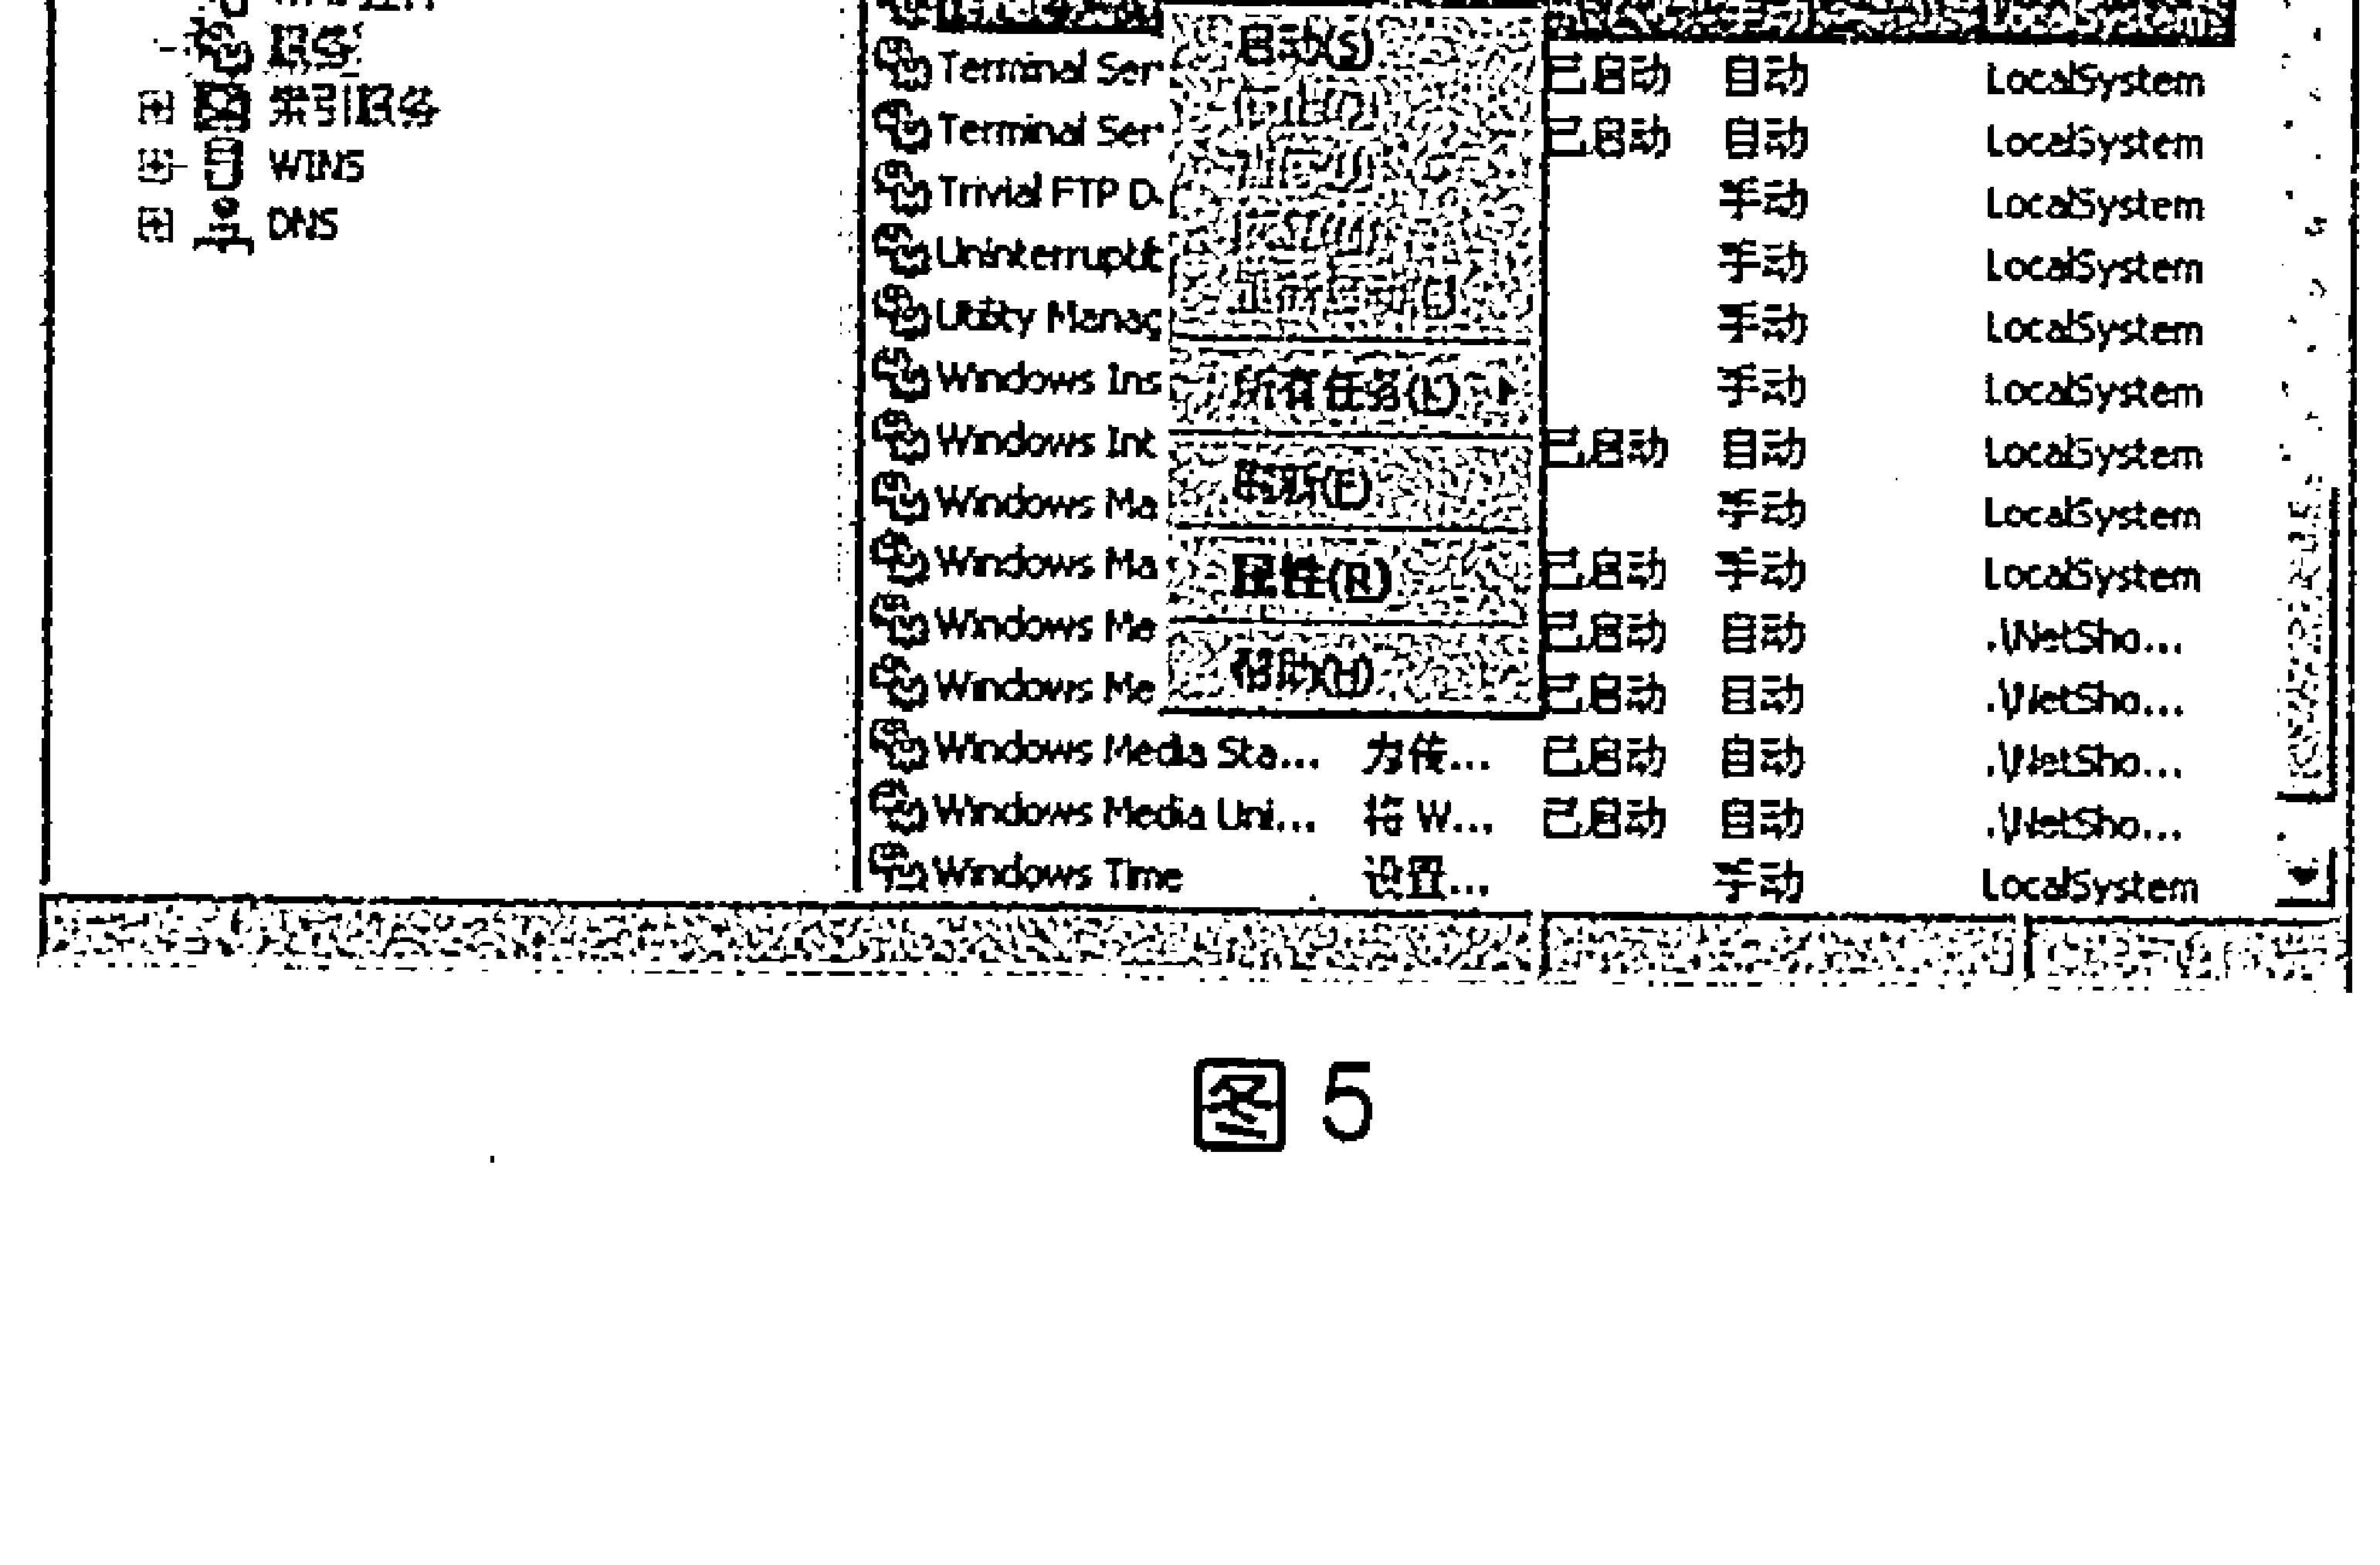 服务
索引服务
WINS
DNS
启动(S)
所有任务(L)
刷新(F)
属性(R)
帮助(H)
Terminal Ser 已启动 自动 LocalSystem
Terminal Ser 已启动 自动 LocalSystem
Trivial FTP D 手动 LocalSystem
Uninterruptib 手动 LocalSystem
Utility Manag 手动 LocalSystem
Windows Ins 手动 LocalSystem
Windows Int 已启动 自动 LocalSystem
Windows Ma 手动 LocalSystem
Windows Ma 已启动 手动 LocalSystem
Windows Me 已启动 自动 .\NetSho...
Windows Me 已启动 自动 .\NetSho...
Windows Media Sta... 为传... 已启动 自动 .\NetSho...
Windows Media Uni... 将 W... 已启动 自动 .\NetSho...
Windows Time 设置... 手动 LocalSystem
图 5